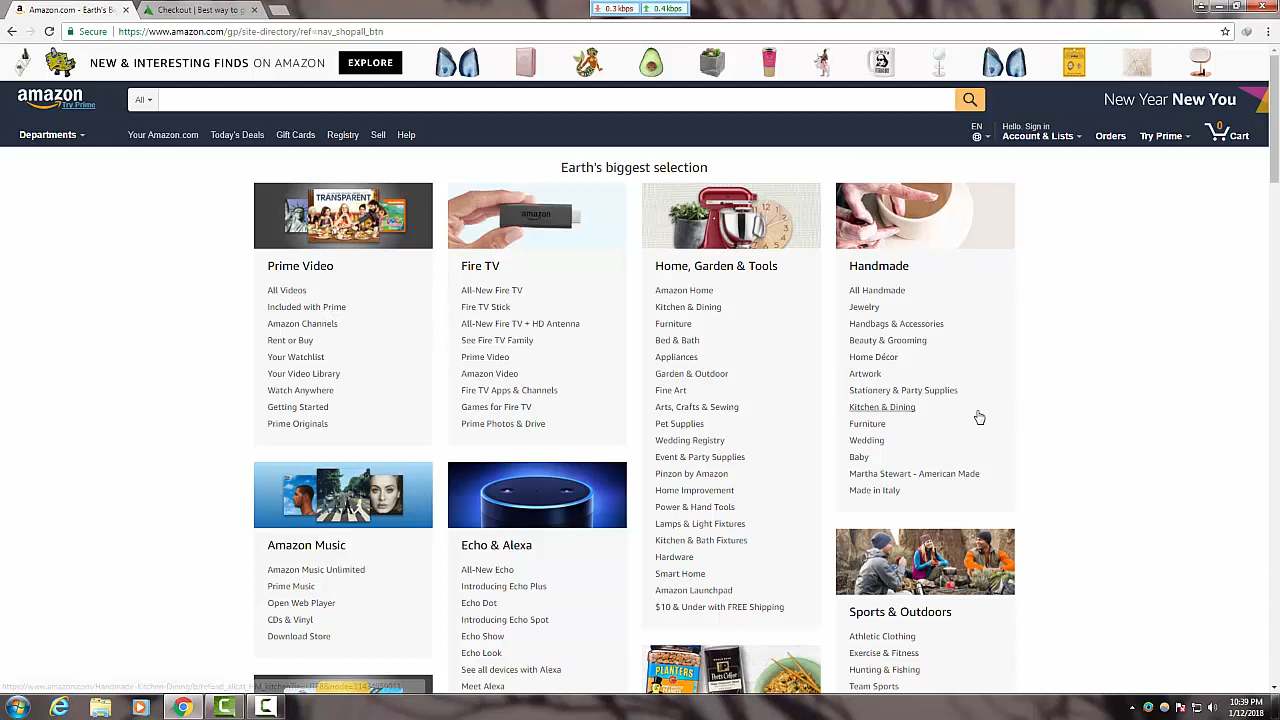 Amazon.com - Earth's B
Checkout | Best way to g
0.3 kbps
0.4 kbps
Secure
https://www.amazon.com/gp/site-directory/ref=nav_shopall_btn
NEW & INTERESTING FINDS ON AMAZON
EXPLORE
amazon
Try Prime
All
New Year New You
Departments
Your Amazon.com
Today's Deals
Gift Cards
Registry
Sell
Help
EN
Hello. Sign in
Account & Lists
Orders
Try Prime
0
Cart
Earth's biggest selection
TRANSPARENT
Prime Video
All Videos
Included with Prime
Amazon Channels
Rent or Buy
Your Watchlist
Your Video Library
Watch Anywhere
Getting Started
Prime Originals
Amazon Music
Amazon Music Unlimited
Prime Music
Open Web Player
CDs & Vinyl
Download Store
amazon
Fire TV
All-New Fire TV
Fire TV Stick
All-New Fire TV + HD Antenna
See Fire TV Family
Prime Video
Amazon Video
Fire TV Apps & Channels
Games for Fire TV
Prime Photos & Drive
Echo & Alexa
All-New Echo
Introducing Echo Plus
Echo Dot
Introducing Echo Spot
Echo Show
Echo Look
See all devices with Alexa
Meet Alexa
Home, Garden & Tools
Amazon Home
Kitchen & Dining
Furniture
Bed & Bath
Appliances
Garden & Outdoor
Fine Art
Arts, Crafts & Sewing
Pet Supplies
Wedding Registry
Event & Party Supplies
Pinzon by Amazon
Home Improvement
Power & Hand Tools
Lamps & Light Fixtures
Kitchen & Bath Fixtures
Hardware
Smart Home
Amazon Launchpad
$10 & Under with FREE Shipping
PLANTERS
Peet's Coffee
Handmade
All Handmade
Jewelry
Handbags & Accessories
Beauty & Grooming
Home Décor
Artwork
Stationery & Party Supplies
Kitchen & Dining
Furniture
Wedding
Baby
Martha Stewart - American Made
Made in Italy
Sports & Outdoors
Athletic Clothing
Exercise & Fitness
Hunting & Fishing
Team Sports
10:39 PM
1/12/2018